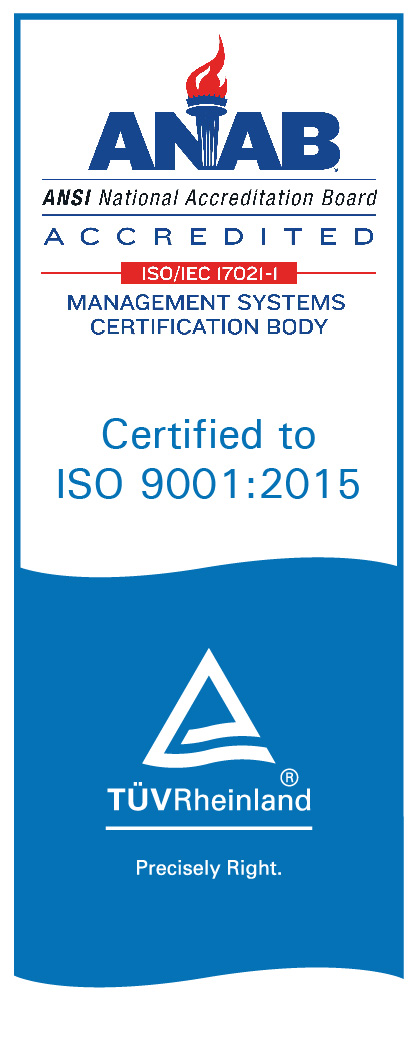 ANAB
ANSI National Accreditation Board
ACCREDITED
ISO/IEC 17021-1
MANAGEMENT SYSTEMS
CERTIFICATION BODY
Certified to
ISO 9001:2015
®
TÜVRheinland
Precisely Right.